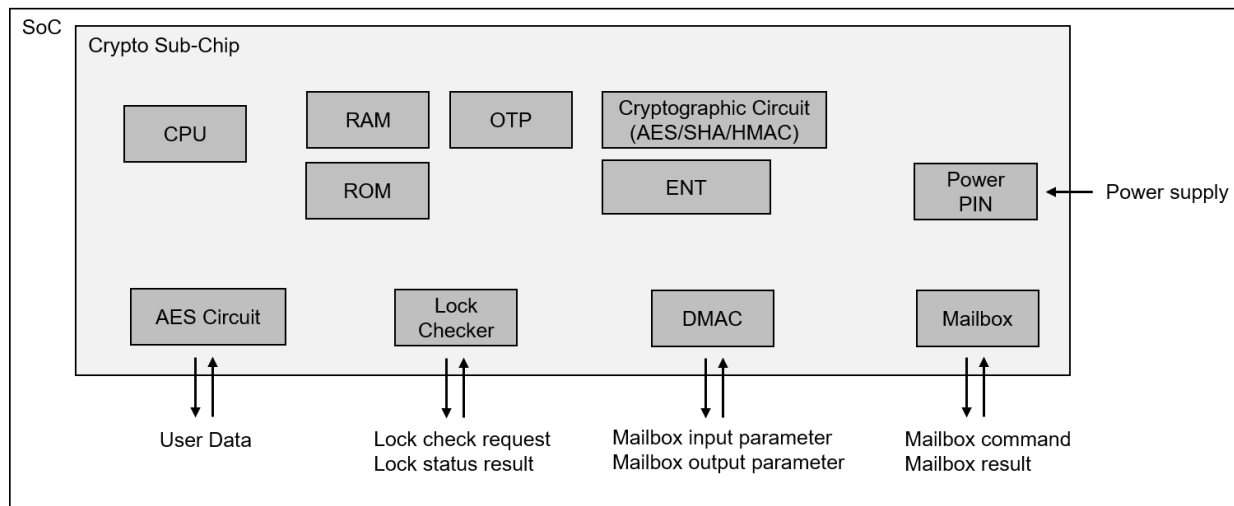 SoC
Crypto Sub-Chip
CPU
RAM
OTP
Cryptographic Circuit
(AES/SHA/HMAC)
ROM
ENT
Power
PIN
Power supply
AES Circuit
Lock
Checker
DMAC
Mailbox
User Data
Lock check request
Lock status result
Mailbox input parameter
Mailbox output parameter
Mailbox command
Mailbox result